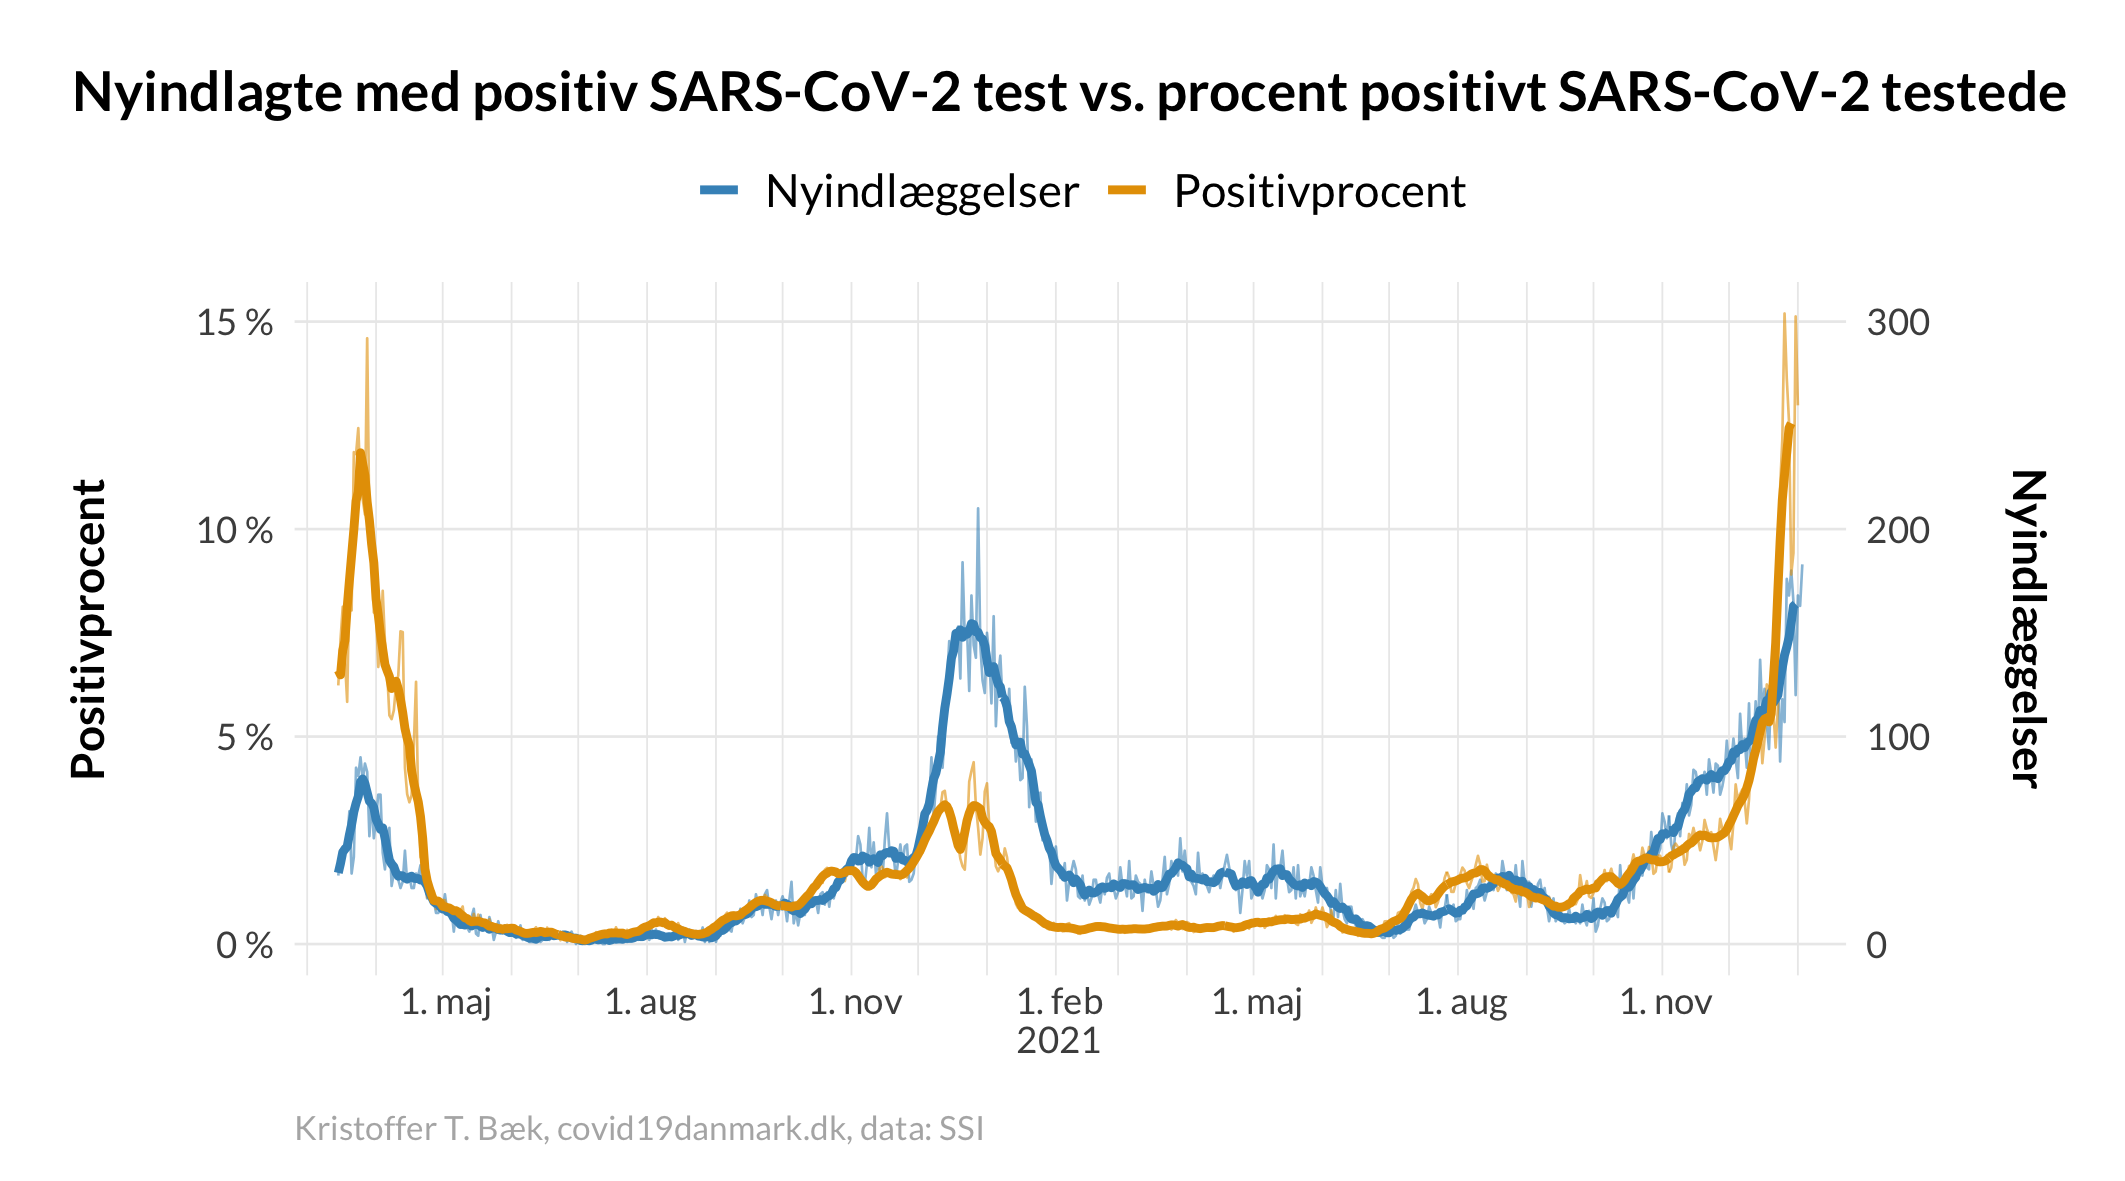 Nyindlagte med positiv SARS-CoV-2 test vs. procent positivt SARS-CoV-2 testede
Nyindlæggelser Positivprocent
Positivprocent
15 %
10 %
5 %
0 %
300
200
100
0
Nyindlæggelser
1. maj 1. aug 1. nov 1. feb 1. maj 1. aug 1. nov
2021
Kristoffer T. Bæk, covid19danmark.dk, data: SSI